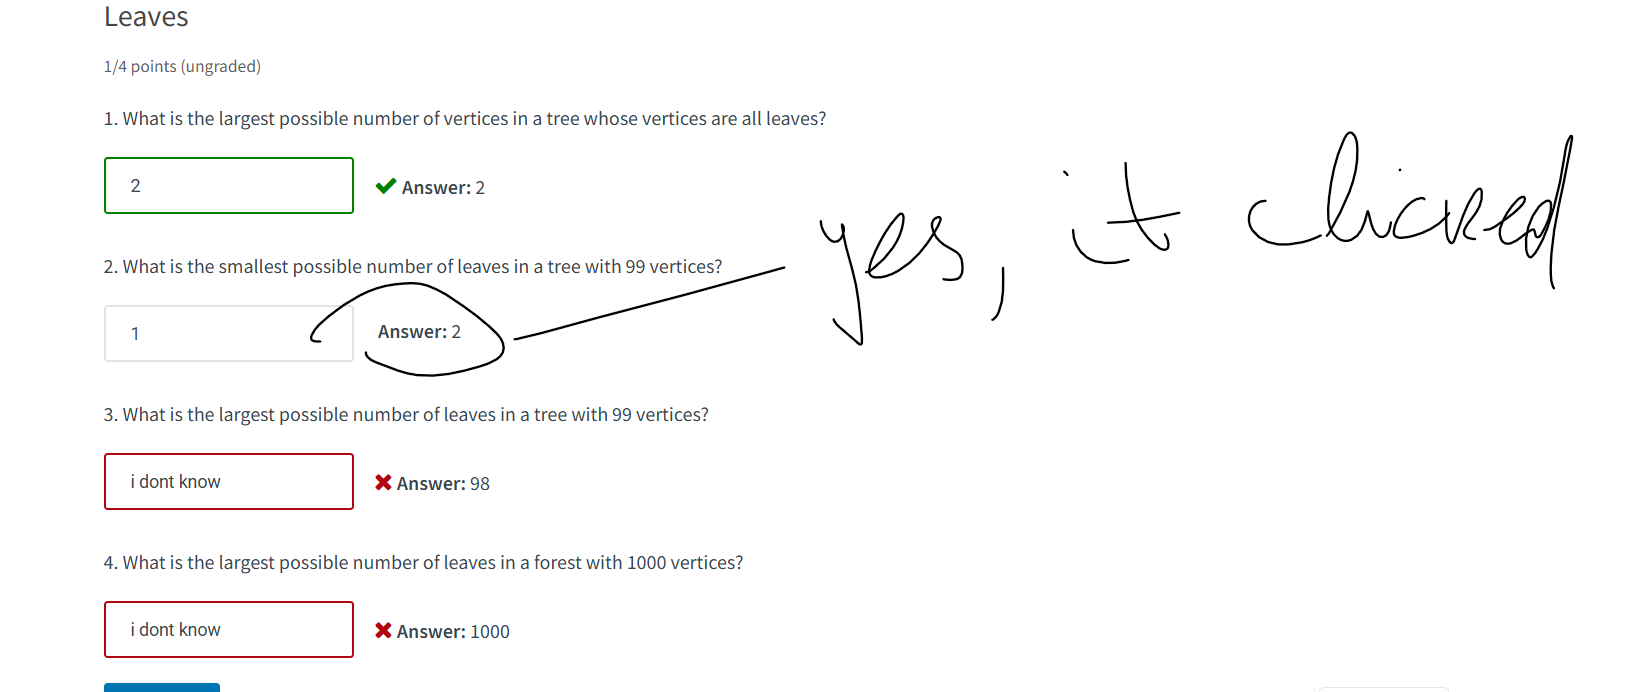 Leaves
1/4 points (ungraded)
1. What is the largest possible number of vertices in a tree whose vertices are all leaves?
2
Answer: 2
yes, it clicked
2. What is the smallest possible number of leaves in a tree with 99 vertices?
1
Answer: 2
3. What is the largest possible number of leaves in a tree with 99 vertices?
i dont know
Answer: 98
4. What is the largest possible number of leaves in a forest with 1000 vertices?
i dont know
Answer: 1000